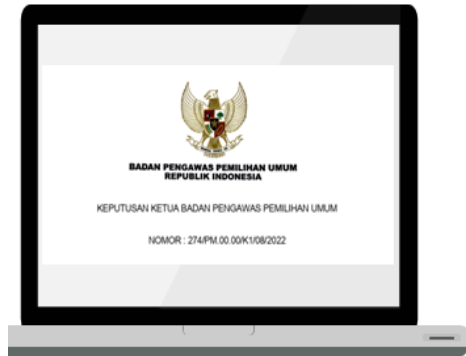 BADAN PENGAWAS PEMILIHAN UMUM
REPUBLIK INDONESIA
KEPUTUSAN KETUA BADAN PENGAWAS PEMILIHAN UMUM
NOMOR : 274/PM.00.00/K1/08/2022